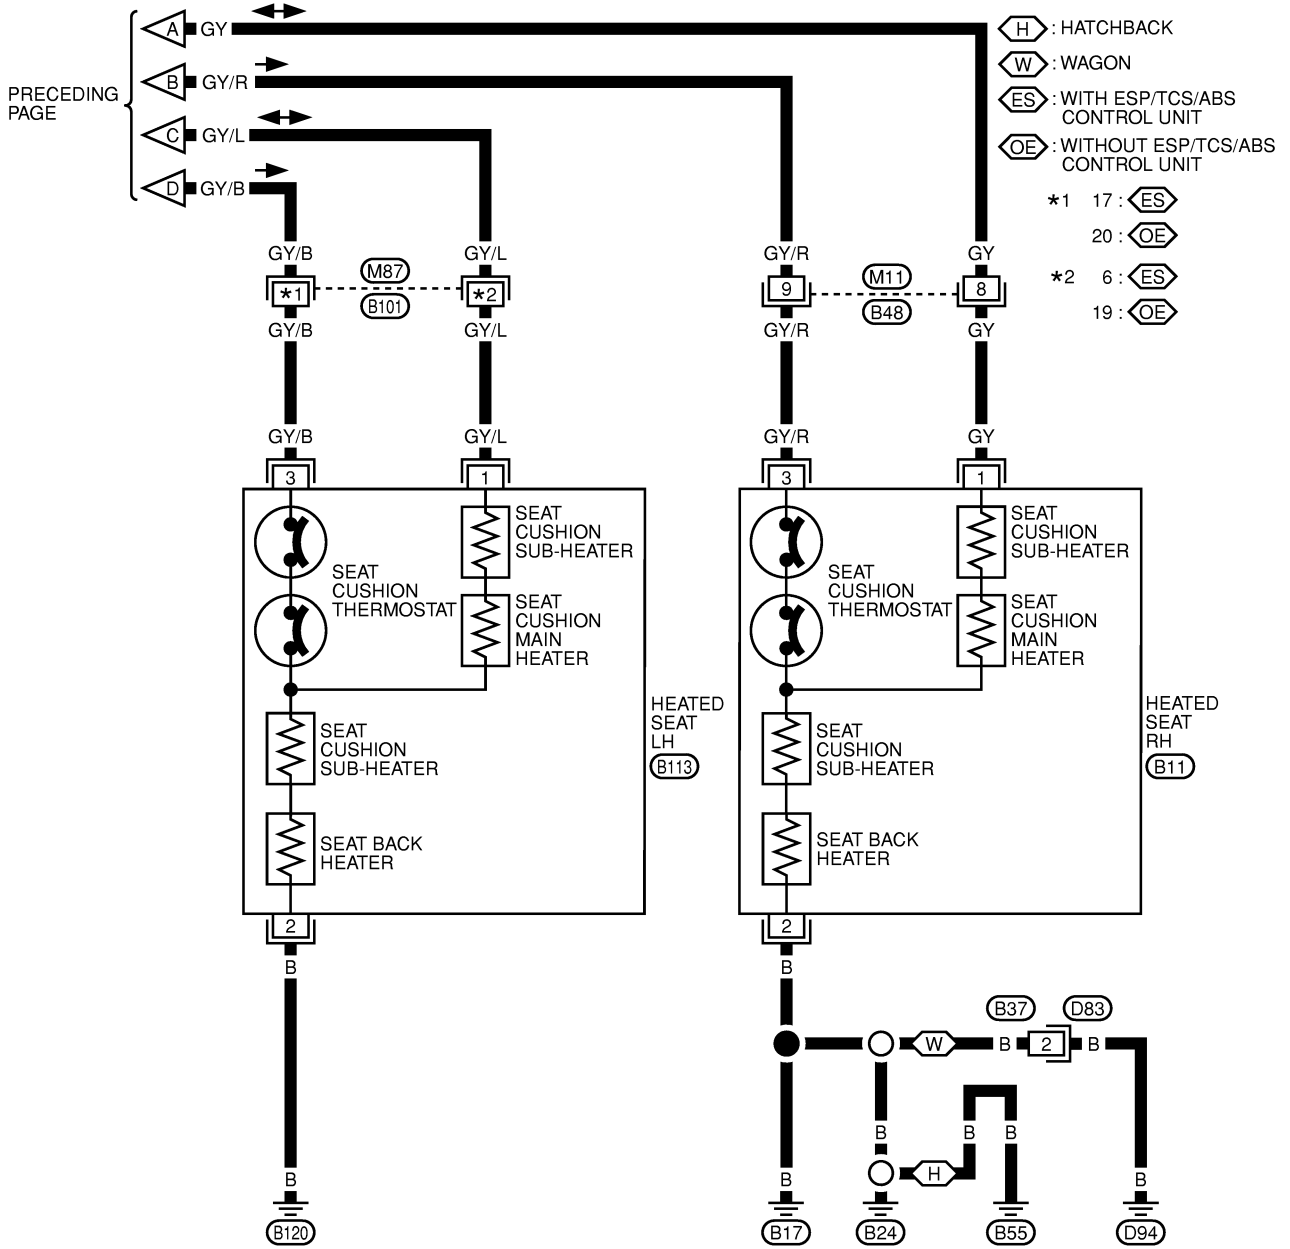 PRECEDING
PAGE
A GY
B GY/R
C GY/L
D GY/B
H : HATCHBACK
W : WAGON
ES : WITH ESP/TCS/ABS
CONTROL UNIT
OE : WITHOUT ESP/TCS/ABS
CONTROL UNIT
*1 17 : ES
20 : OE
*2 6 : ES
19 : OE
GY/B GY/L GY/R GY
*1 M87 *2 9 M11 8
B101 B48
GY/B GY/L GY/R GY
GY/B GY/L GY/R GY
3 1 3 1
SEAT
CUSHION
SUB-HEATER
SEAT
CUSHION
THERMOSTAT
SEAT
CUSHION
MAIN
HEATER
SEAT
CUSHION
SUB-HEATER
SEAT BACK
HEATER
HEATED
SEAT
LH
B113
SEAT
CUSHION
SUB-HEATER
SEAT
CUSHION
THERMOSTAT
SEAT
CUSHION
MAIN
HEATER
SEAT
CUSHION
SUB-HEATER
SEAT BACK
HEATER
HEATED
SEAT
RH
B11
2 2
B B
B37 D83
W B 2 B
B B B
H
B B B
B120 B17 B24 B55 D94